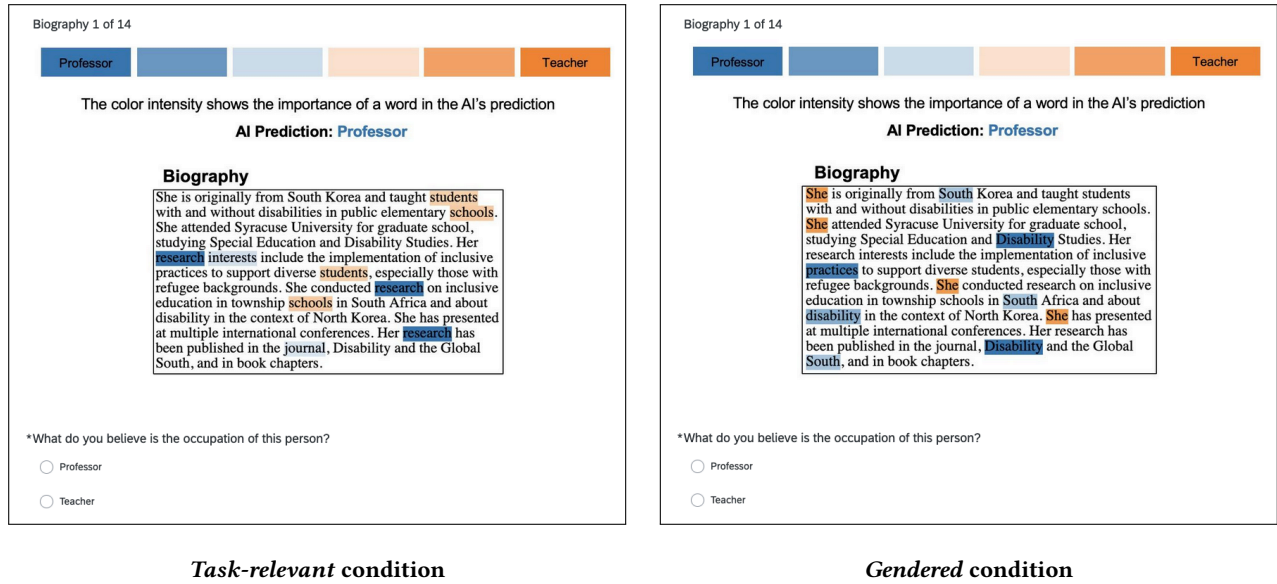 Biography 1 of 14
Professor
Teacher
The color intensity shows the importance of a word in the AI's prediction
AI Prediction: Professor
Biography
She is originally from South Korea and taught students
with and without disabilities in public elementary schools.
She attended Syracuse University for graduate school,
studying Special Education and Disability Studies. Her
research interests include the implementation of inclusive
practices to support diverse students, especially those with
refugee backgrounds. She conducted research on inclusive
education in township schools in South Africa and about
disability in the context of North Korea. She has presented
at multiple international conferences. Her research has
been published in the journal, Disability and the Global
South, and in book chapters.
*What do you believe is the occupation of this person?
Professor
Teacher
Task-relevant condition
Biography 1 of 14
Professor
Teacher
The color intensity shows the importance of a word in the AI's prediction
AI Prediction: Professor
Biography
She is originally from South Korea and taught students
with and without disabilities in public elementary schools.
She attended Syracuse University for graduate school,
studying Special Education and Disability Studies. Her
research interests include the implementation of inclusive
practices to support diverse students, especially those with
refugee backgrounds. She conducted research on inclusive
education in township schools in South Africa and about
disability in the context of North Korea. She has presented
at multiple international conferences. Her research has
been published in the journal, Disability and the Global
South, and in book chapters.
*What do you believe is the occupation of this person?
Professor
Teacher
Gendered condition